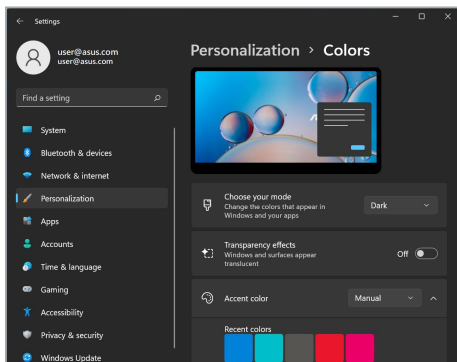 Settings
user@asus.com
user@asus.com
Find a setting
System
Bluetooth & devices
Network & internet
Personalization
Apps
Accounts
Time & language
Gaming
Accessibility
Privacy & security
Windows Update
Personalization > Colors
Choose your mode
Change the colors that appear in
Windows and your apps
Dark
Transparency effects
Windows and surfaces appear
translucent
Off
Accent color
Manual
Recent colors